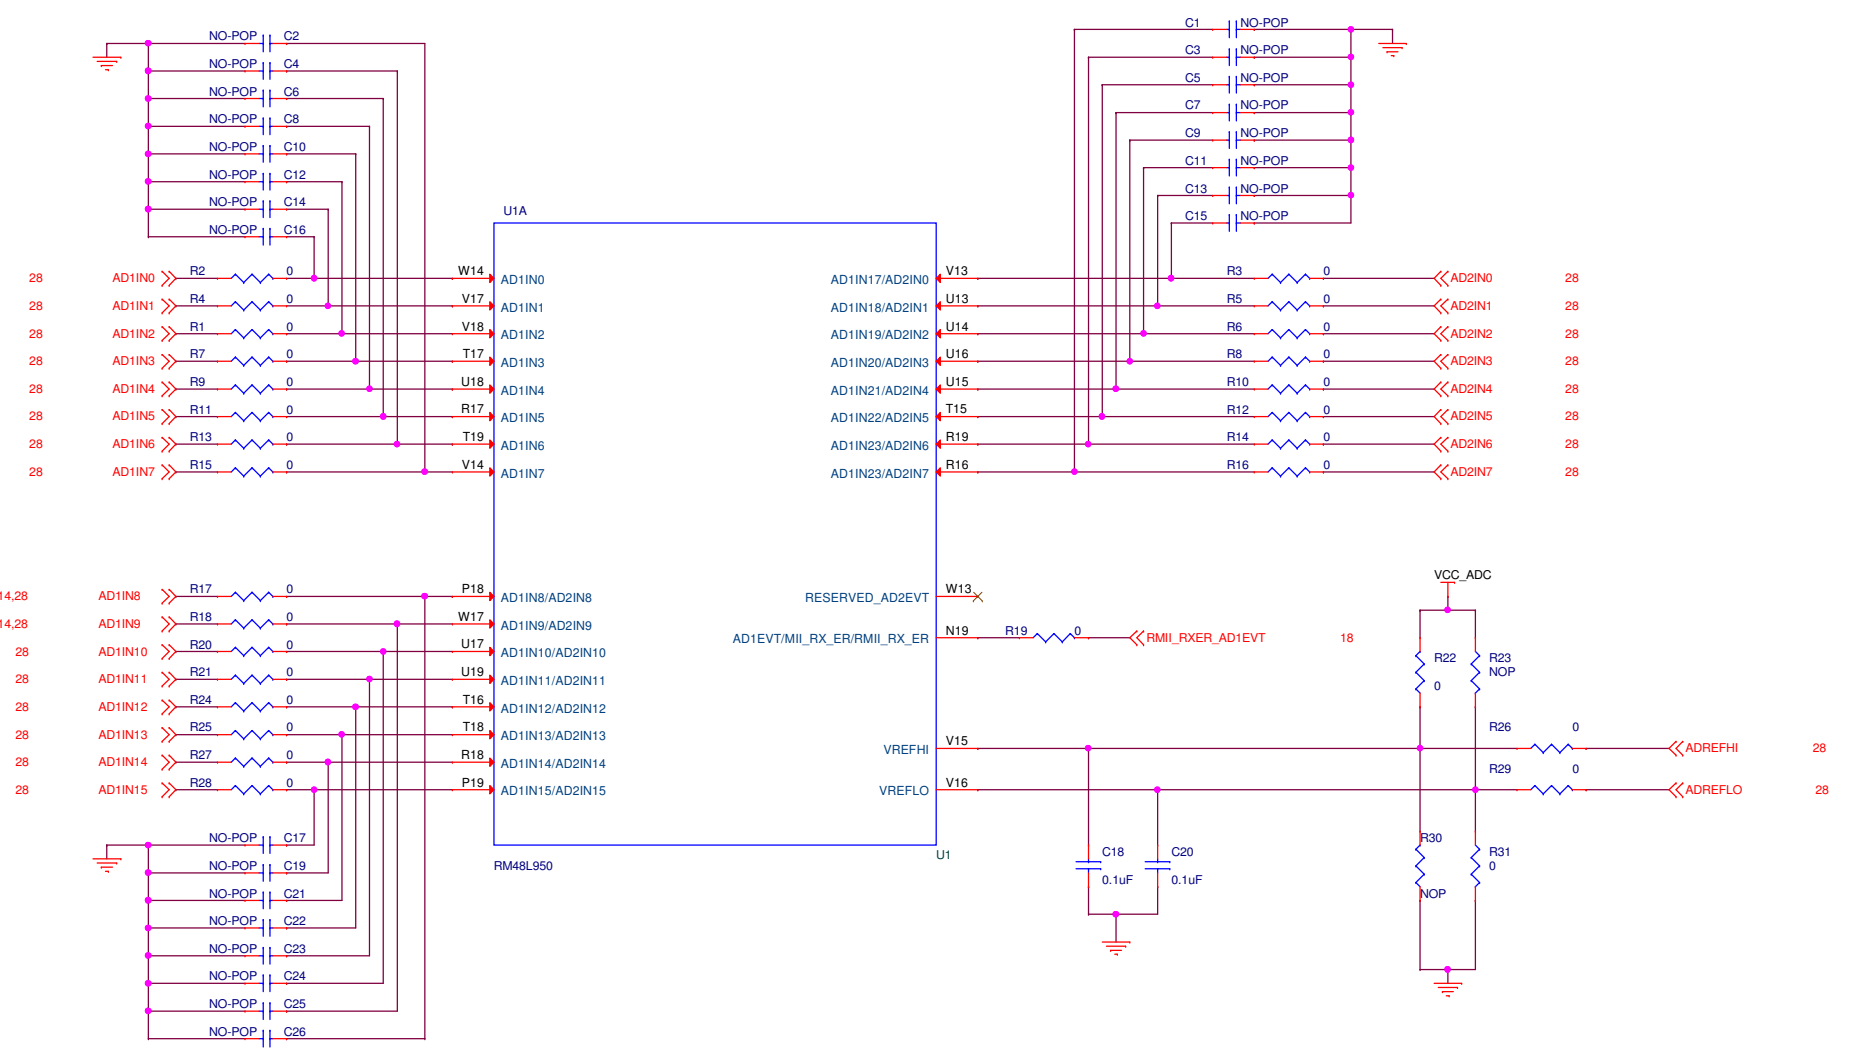 NO-POP C2
NO-POP C4
NO-POP C6
NO-POP C8
NO-POP C10
NO-POP C12
NO-POP C14
NO-POP C16
C1 NO-POP
C3 NO-POP
C5 NO-POP
C7 NO-POP
C9 NO-POP
C11 NO-POP
C13 NO-POP
C15 NO-POP
U1A
28 AD1IN0 R2 0 W14 AD1IN0 AD1IN17/AD2IN0 V13 R3 0 AD2IN0 28
28 AD1IN1 R4 0 V17 AD1IN1 AD1IN18/AD2IN1 U13 R5 0 AD2IN1 28
28 AD1IN2 R1 0 V18 AD1IN2 AD1IN19/AD2IN2 U14 R6 0 AD2IN2 28
28 AD1IN3 R7 0 T17 AD1IN3 AD1IN20/AD2IN3 U16 R8 0 AD2IN3 28
28 AD1IN4 R9 0 U18 AD1IN4 AD1IN21/AD2IN4 U15 R10 0 AD2IN4 28
28 AD1IN5 R11 0 R17 AD1IN5 AD1IN22/AD2IN5 T15 R12 0 AD2IN5 28
28 AD1IN6 R13 0 T19 AD1IN6 AD1IN23/AD2IN6 R19 R14 0 AD2IN6 28
28 AD1IN7 R15 0 V14 AD1IN7 AD1IN23/AD2IN7 R16 R16 0 AD2IN7 28
14,28 AD1IN8 R17 0 P18 AD1IN8/AD2IN8 RESERVED_AD2EVT W13
14,28 AD1IN9 R18 0 W17 AD1IN9/AD2IN9
AD1EVT/MII_RX_ER/RMII_RX_ER N19 R19 0 RMII_RXER_AD1EVT 18
28 AD1IN10 R20 0 U17 AD1IN10/AD2IN10
28 AD1IN11 R21 0 U19 AD1IN11/AD2IN11
28 AD1IN12 R24 0 T16 AD1IN12/AD2IN12
28 AD1IN13 R25 0 T18 AD1IN13/AD2IN13
28 AD1IN14 R27 0 R18 AD1IN14/AD2IN14
28 AD1IN15 R28 0 P19 AD1IN15/AD2IN15
VCC_ADC
R22
0
R23
NOP
VREFHI V15 R26 0 ADREFHI 28
VREFLO V16 R29 0 ADREFLO 28
R30
NOP
R31
0
C18
0.1uF
C20
0.1uF
RM48L950
U1
NO-POP C17
NO-POP C19
NO-POP C21
NO-POP C22
NO-POP C23
NO-POP C24
NO-POP C25
NO-POP C26